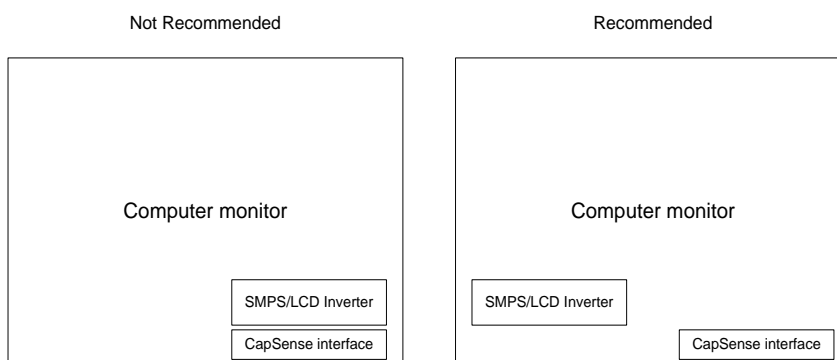 Not Recommended
Recommended
Computer monitor
Computer monitor
SMPS/LCD Inverter
SMPS/LCD Inverter
CapSense interface
CapSense interface